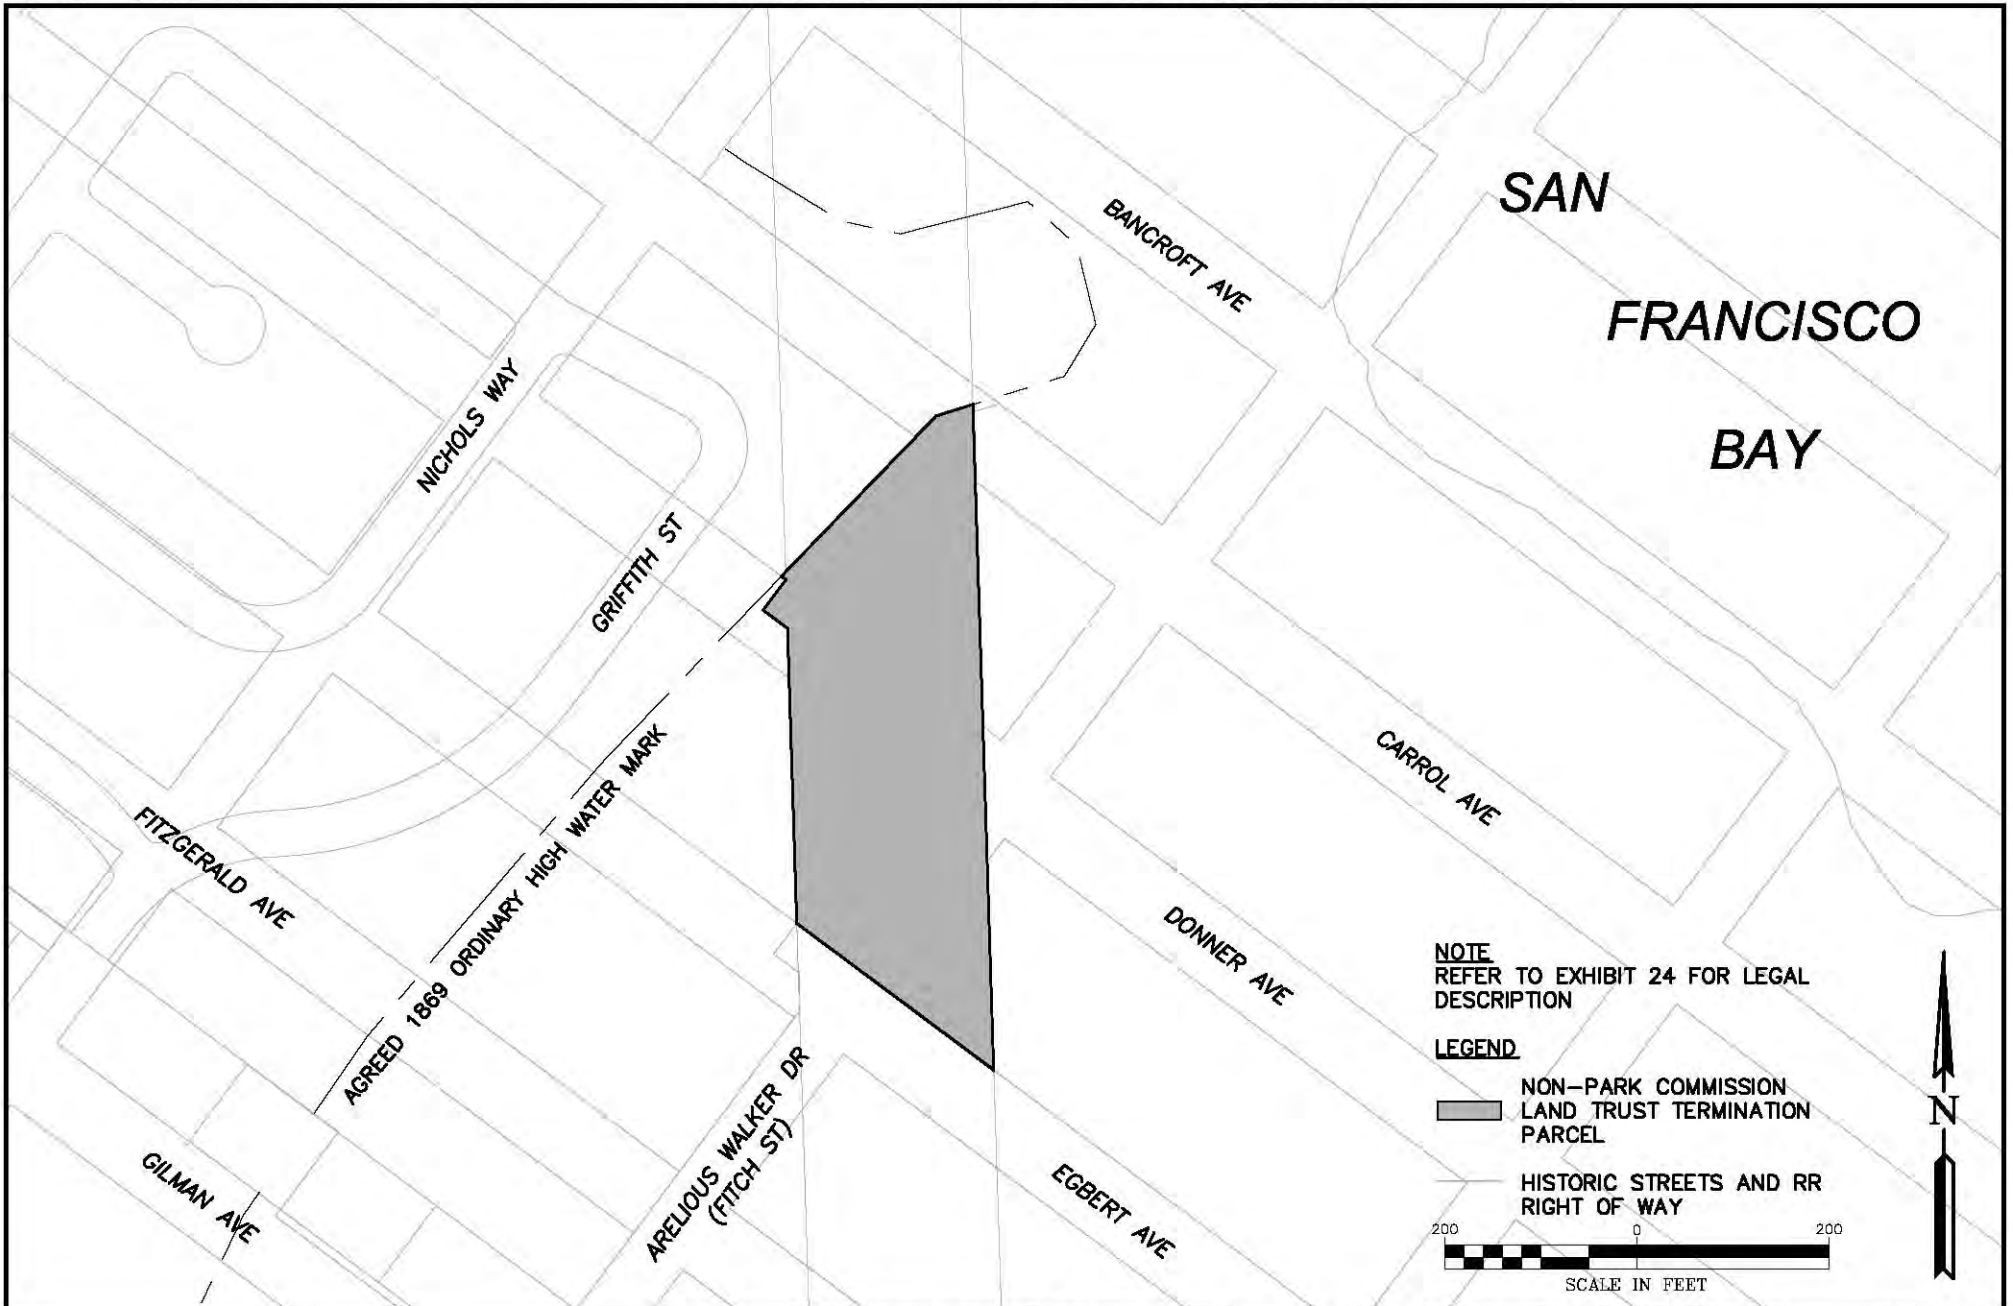 SAN
FRANCISCO
BAY
BANCROFT AVE
NICHOLS WAY
GRIFFITH ST
AGREED 1869 ORDINARY HIGH WATER MARK
FITZGERALD AVE
GILMAN AVE
ARELIOUS WALKER DR
(FITCH ST)
CARROL AVE
DONNER AVE
EGBERT AVE
NOTE
REFER TO EXHIBIT 24 FOR LEGAL
DESCRIPTION
LEGEND
NON-PARK COMMISSION
LAND TRUST TERMINATION
PARCEL
HISTORIC STREETS AND RR
RIGHT OF WAY
200 0 200
SCALE IN FEET
N